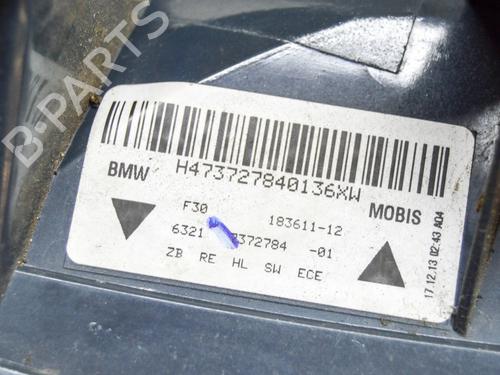 B-PARTS
BMW H473727840136XW MOBIS
F30 183611-12
6321 7372784 -01
ZB RE HL SW ECE
17.12.13 02:43 A04